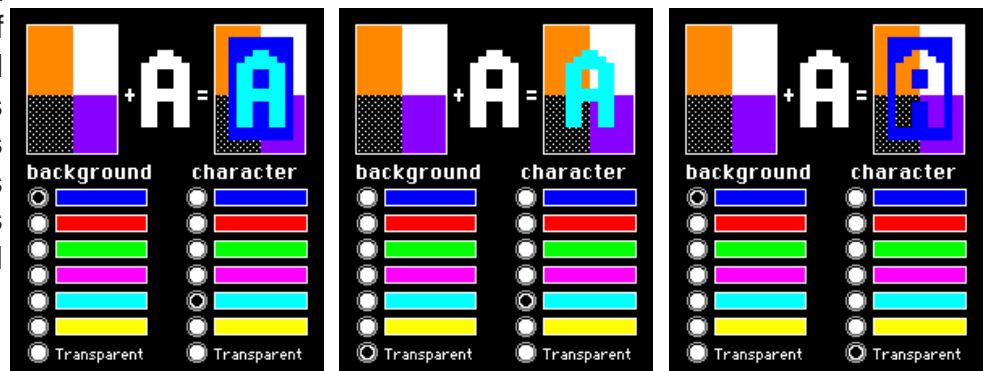 + A = A
+ A = A
+ A = A
background character
background character
background character
Transparent Transparent
Transparent Transparent
Transparent Transparent